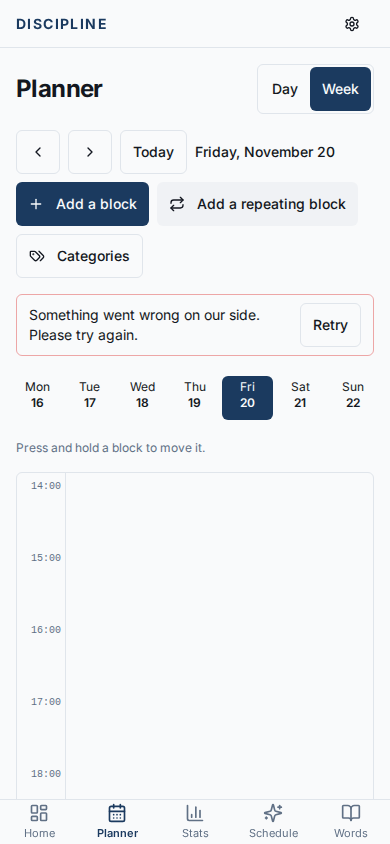 DISCIPLINE
Planner
Day
Week
Today
Friday, November 20
Add a block
Add a repeating block
Categories
Something went wrong on our side.
Please try again.
Retry
Mon
16
Tue
17
Wed
18
Thu
19
Fri
20
Sat
21
Sun
22
Press and hold a block to move it.
14:00
15:00
16:00
17:00
18:00
Home
Planner
Stats
Schedule
Words